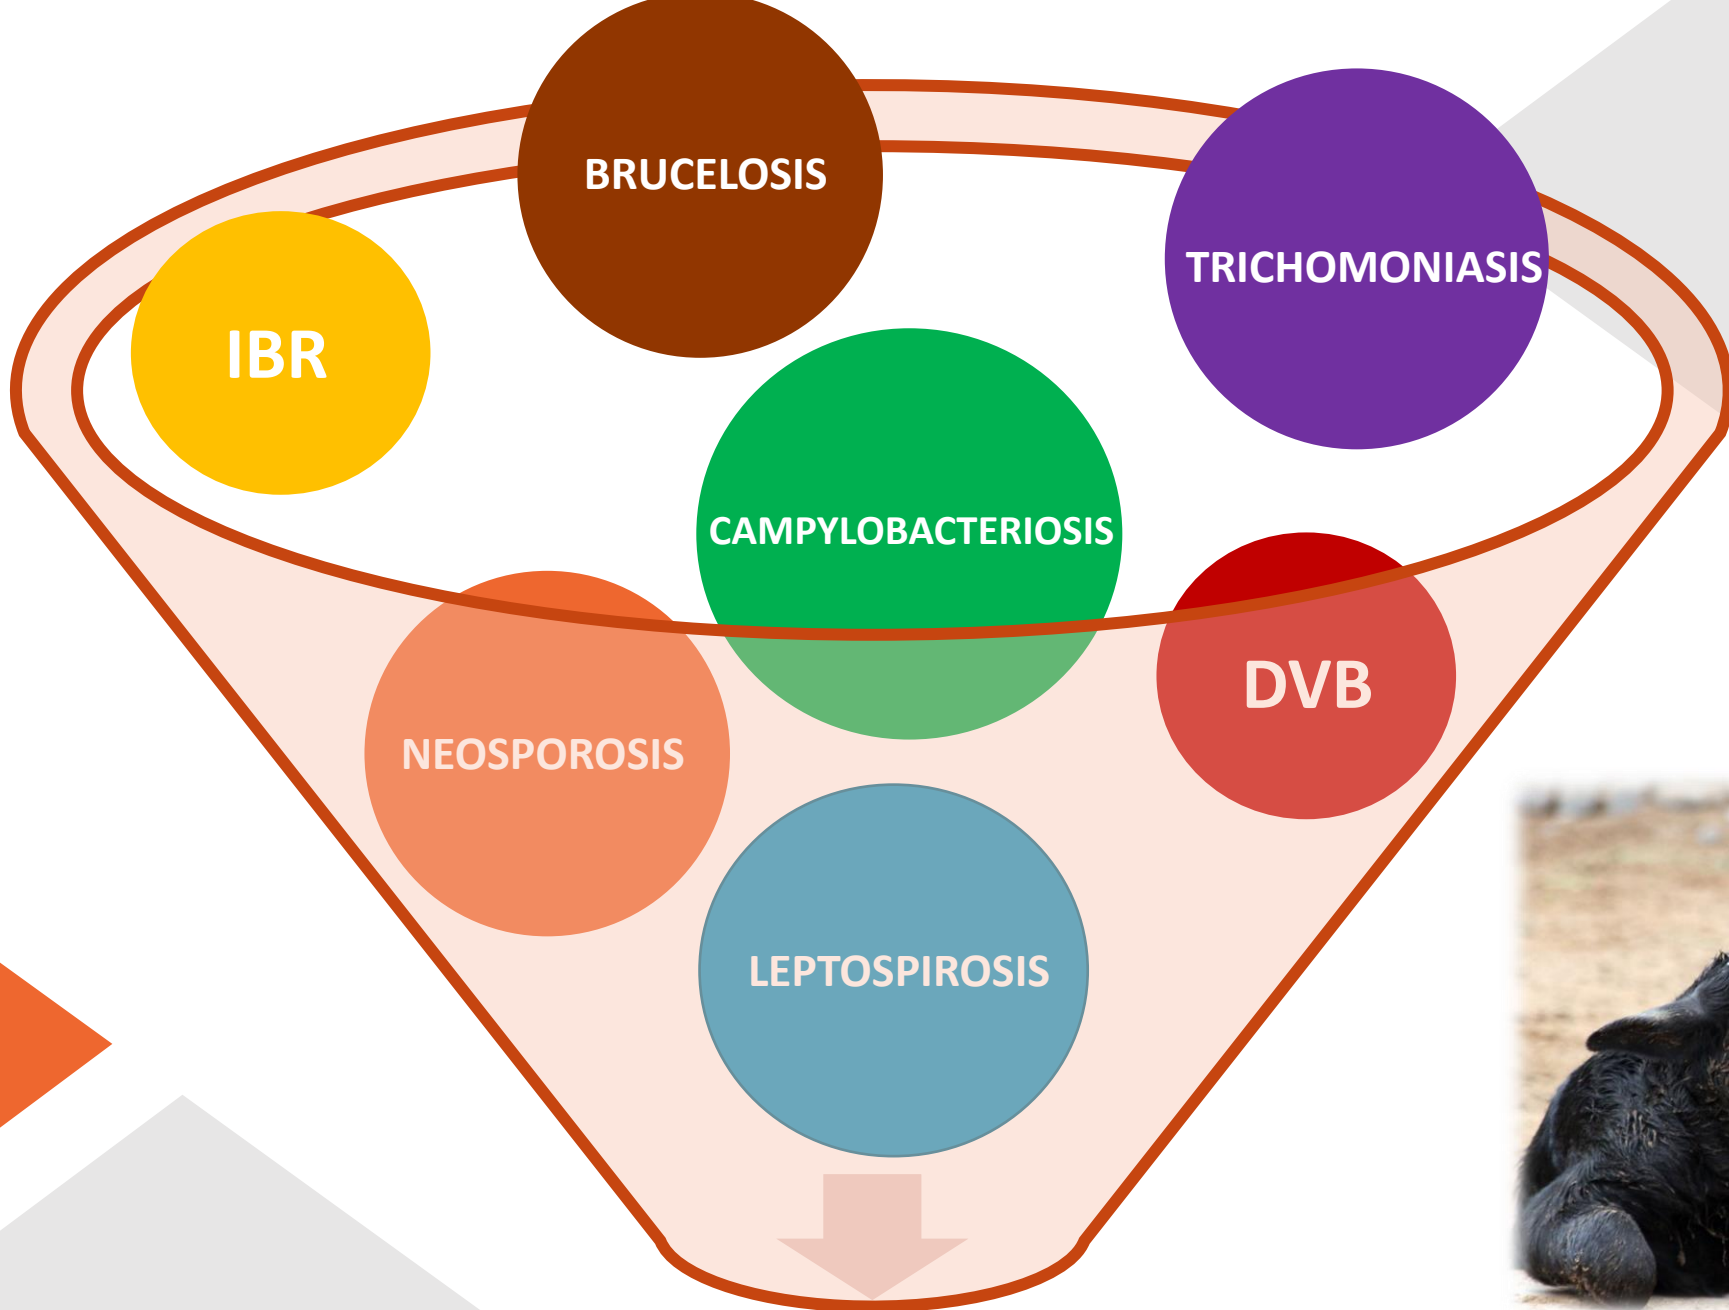 BRUCELOSIS
TRICHOMONIASIS
IBR
CAMPYLOBACTERIOSIS
DVB
NEOSPOROSIS
LEPTOSPIROSIS